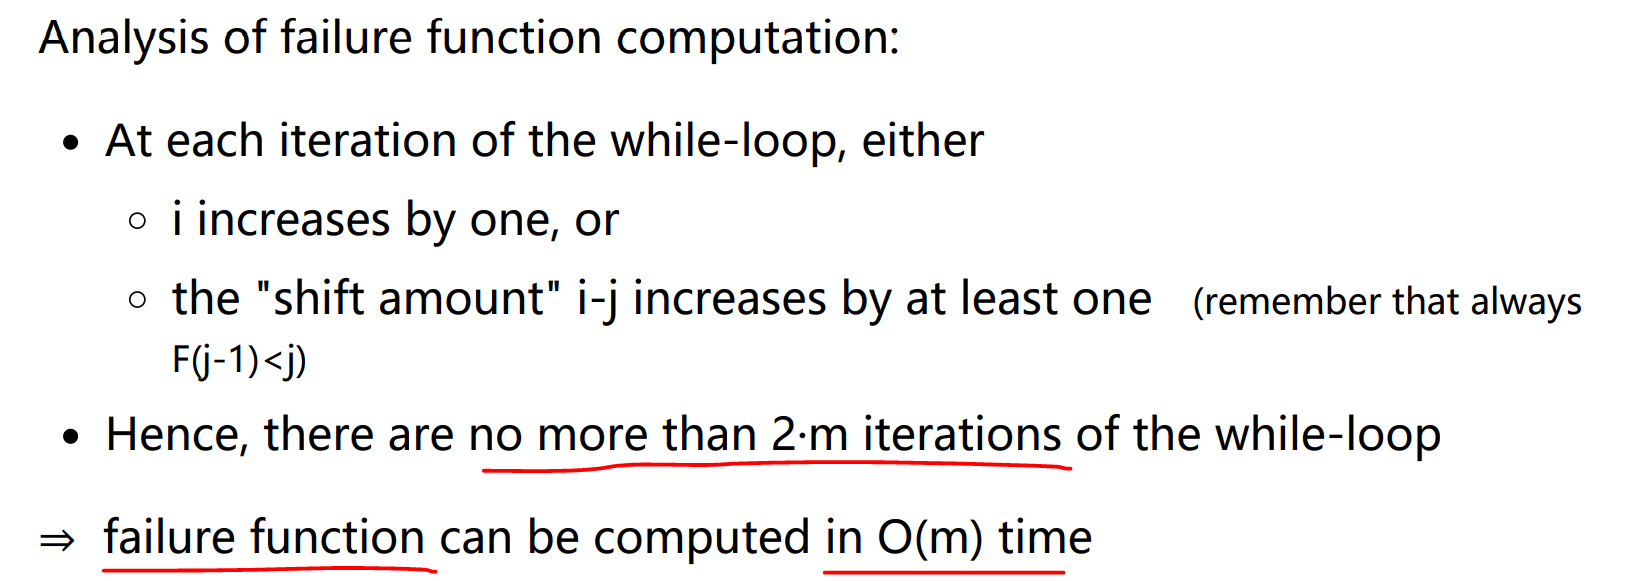 Analysis of failure function computation:
• At each iteration of the while-loop, either
○ i increases by one, or
○ the "shift amount" i-j increases by at least one (remember that always
F(j-1)<j)
• Hence, there are no more than 2·m iterations of the while-loop
⇒ failure function can be computed in O(m) time